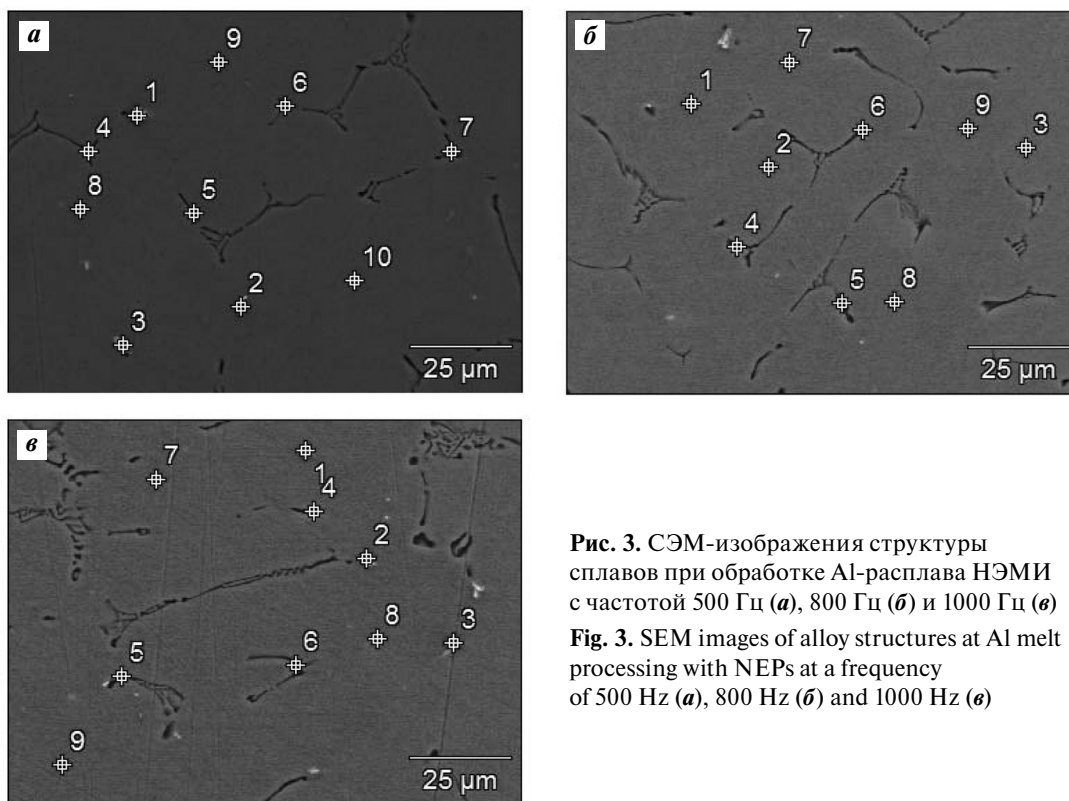 а
9
1
6
4
7
8
5
10
2
3
25 µm
б
7
1
6
9
3
2
4
5
8
25 µm
в
7
1
4
2
8
3
6
5
9
25 µm
Рис. 3. СЭМ-изображения структуры
сплавов при обработке Al-расплава НЭМИ
с частотой 500 Гц (а), 800 Гц (б) и 1000 Гц (в)
Fig. 3. SEM images of alloy structures at Al melt
processing with NEPs at a frequency
of 500 Hz (а), 800 Hz (б) and 1000 Hz (в)